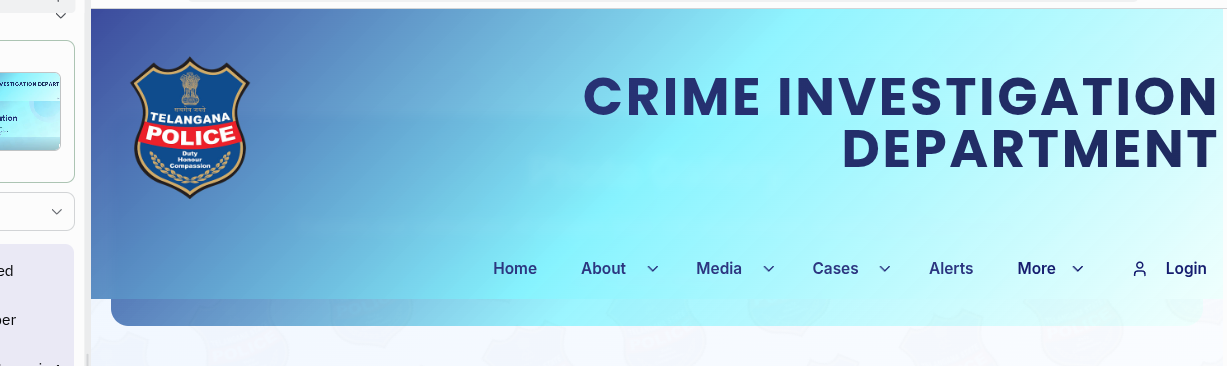 VESTIGATION DEPART
ation
ed
per
सत्यमेव जयते
TELANGANA
POLICE
Duty
Honour
Compassion
CRIME INVESTIGATION
DEPARTMENT
Home About Media Cases Alerts More Login